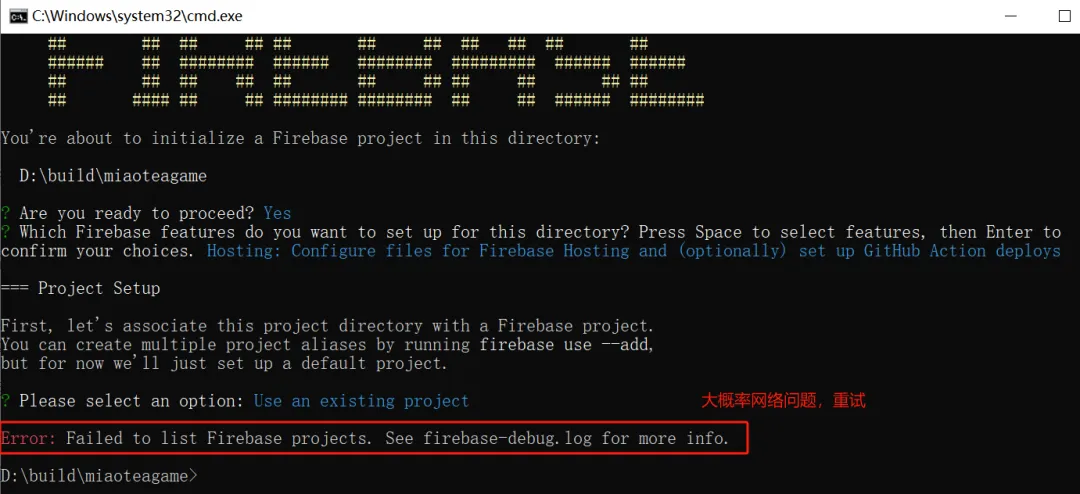 C:\Windows\system32\cmd.exe
FIREBASE
You're about to initialize a Firebase project in this directory:
D:\build\miaoteagame
? Are you ready to proceed? Yes
? Which Firebase features do you want to set up for this directory? Press Space to select features, then Enter to
confirm your choices. Hosting: Configure files for Firebase Hosting and (optionally) set up GitHub Action deploys
=== Project Setup
First, let's associate this project directory with a Firebase project.
You can create multiple project aliases by running firebase use --add,
but for now we'll just set up a default project.
? Please select an option: Use an existing project
大概率网络问题，重试
Error: Failed to list Firebase projects. See firebase-debug.log for more info.
D:\build\miaoteagame>